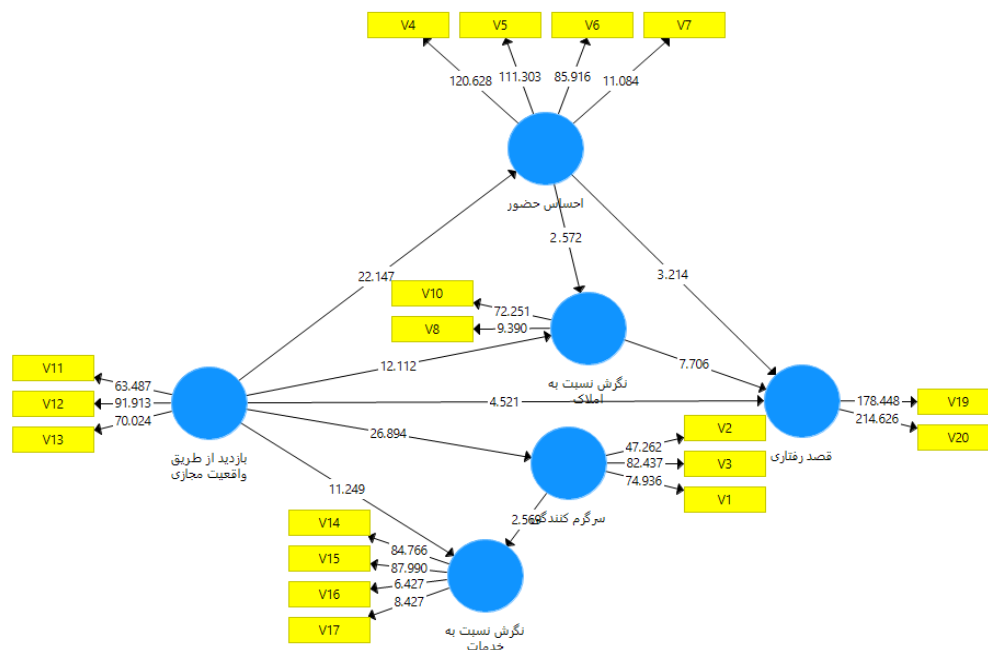 V4
V5
V6
V7
120.628
111.303
85.916
11.084
احساس حضور
2.572
22.147
3.214
V10
72.251
V8
9.390
12.112
نگرش نسبت به
املاک
7.706
V11
63.487
V12
91.913
V13
70.024
بازدید از طریق
واقعیت مجازی
4.521
178.448
V19
214.626
V20
قصد رفتاری
26.894
47.262
V2
82.437
V3
74.936
V1
سرگرم کنندگی
11.249
2.569
V14
84.766
V15
87.990
V16
6.427
V17
8.427
نگرش نسبت به
خدمات